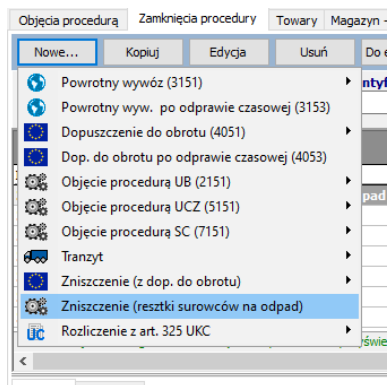 Objęcia procedurą Zamknięcia procedury Towary Magazyn -
Nowe... Kopiuj Edycja Usuń Do e
Powrotny wywóz (3151)
Powrotny wyw. po odprawie czasowej (3153)
Dopuszczenie do obrotu (4051)
Dop. do obrotu po odprawie czasowej (4053)
Objęcie procedurą UB (2151)
Objęcie procedurą UCZ (5151)
Objęcie procedurą SC (7151)
Tranzyt
Zniszczenie (z dop. do obrotu)
Zniszczenie (resztki surowców na odpad)
UC Rozliczenie z art. 325 UKC